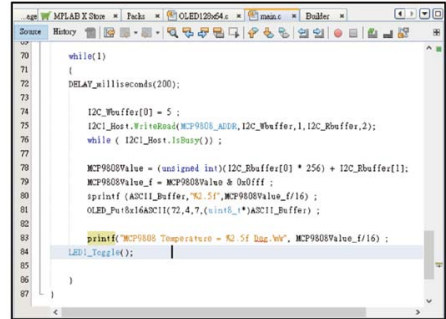 MPLAB X Store × Packs × OLED128x64.c × main.c × Builder ×
Source History
70 while(1)
71 {
72 DELAY_milliseconds(200);
73
74 I2C_Wbuffer[0] = 5 ;
75 I2C1_Host.WriteRead(MCP9808_ADDR,I2C_Wbuffer,1,I2C_Rbuffer,2);
76 while ( I2C1_Host.IsBusy()) ;
77
78 MCP9808Value = (unsigned int)(I2C_Rbuffer[0] * 256) + I2C_Rbuffer[1];
79 MCP9808Value_f = MCP9808Value & 0x0fff ;
80 sprintf (ASCII_Buffer,"%2.5f",MCP9808Value_f/16) ;
81 OLED_Put8x16ASCII(72,4,7,(uint8_t*)ASCII_Buffer) ;
82
83 printf("MCP9808 Temperature = %2.5f Deg.\n\r", MCP9808Value_f/16) ;
84 LED1_Toggle();
85
86 }
87 }